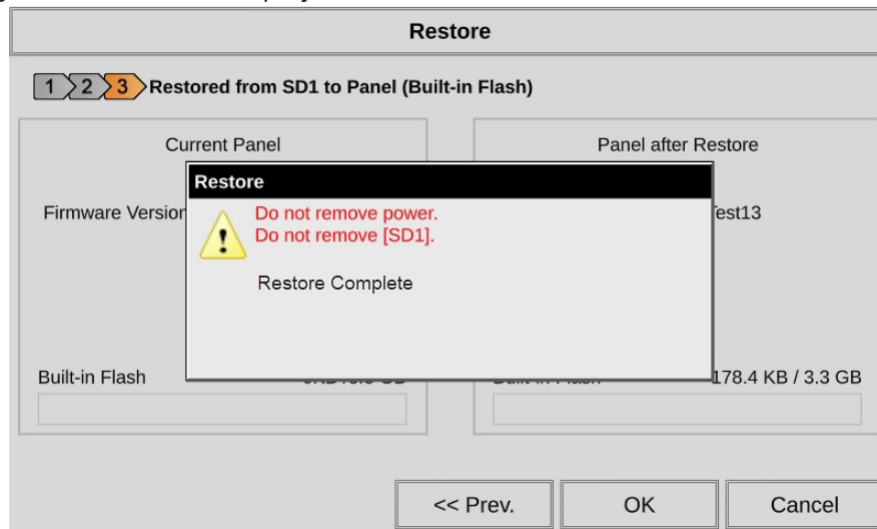 Restore
1 2 3 Restored from SD1 to Panel (Built-in Flash)
Current Panel
Panel after Restore
Restore
Firmware Version
Do not remove power.
Do not remove [SD1].
Restore Complete
Built-in Flash
178.4 KB / 3.3 GB
<< Prev.
OK
Cancel